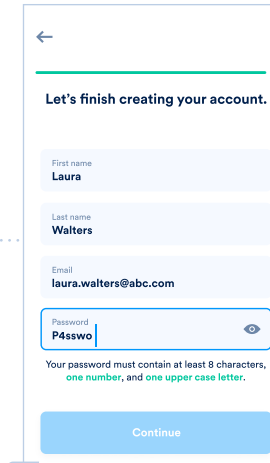 Let's finish creating your account.
First name
Laura
Last name
Walters
Email
laura.walters@abc.com
Password
P4sswo
Your password must contain at least 8 characters,
one number, and one upper case letter.
Continue